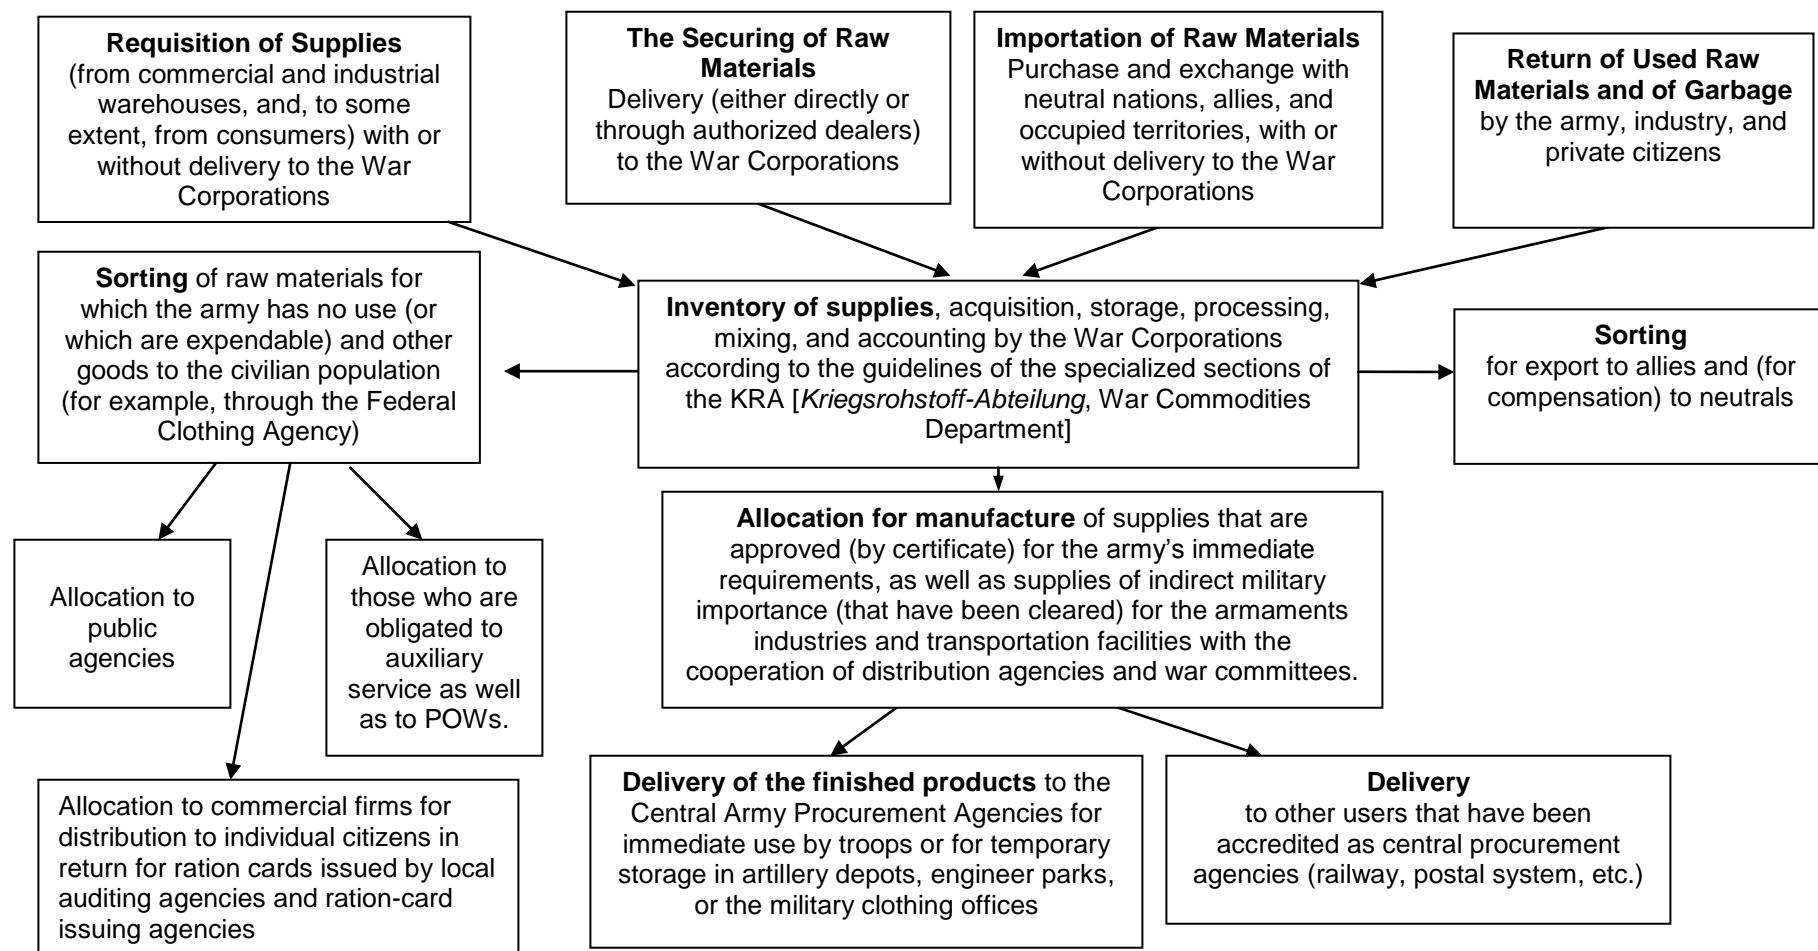 Requisition of Supplies
(from commercial and industrial
warehouses, and, to some
extent, from consumers) with or
without delivery to the War
Corporations
The Securing of Raw
Materials
Delivery (either directly or
through authorized dealers)
to the War Corporations
Importation of Raw Materials
Purchase and exchange with
neutral nations, allies, and
occupied territories, with or
without delivery to the War
Corporations
Return of Used Raw
Materials and of Garbage
by the army, industry, and
private citizens
Sorting of raw materials for
which the army has no use (or
which are expendable) and other
goods to the civilian population
(for example, through the Federal
Clothing Agency)
Inventory of supplies, acquisition, storage, processing,
mixing, and accounting by the War Corporations
according to the guidelines of the specialized sections of
the KRA [Kriegsrohstoff-Abteilung, War Commodities
Department]
Sorting
for export to allies and (for
compensation) to neutrals
Allocation to
public
agencies
Allocation to
those who are
obligated to
auxiliary
service as well
as to POWs.
Allocation for manufacture of supplies that are
approved (by certificate) for the army’s immediate
requirements, as well as supplies of indirect military
importance (that have been cleared) for the armaments
industries and transportation facilities with the
cooperation of distribution agencies and war committees.
Allocation to commercial firms for
distribution to individual citizens in
return for ration cards issued by local
auditing agencies and ration-card
issuing agencies
Delivery of the finished products to the
Central Army Procurement Agencies for
immediate use by troops or for temporary
storage in artillery depots, engineer parks,
or the military clothing offices
Delivery
to other users that have been
accredited as central procurement
agencies (railway, postal system, etc.)